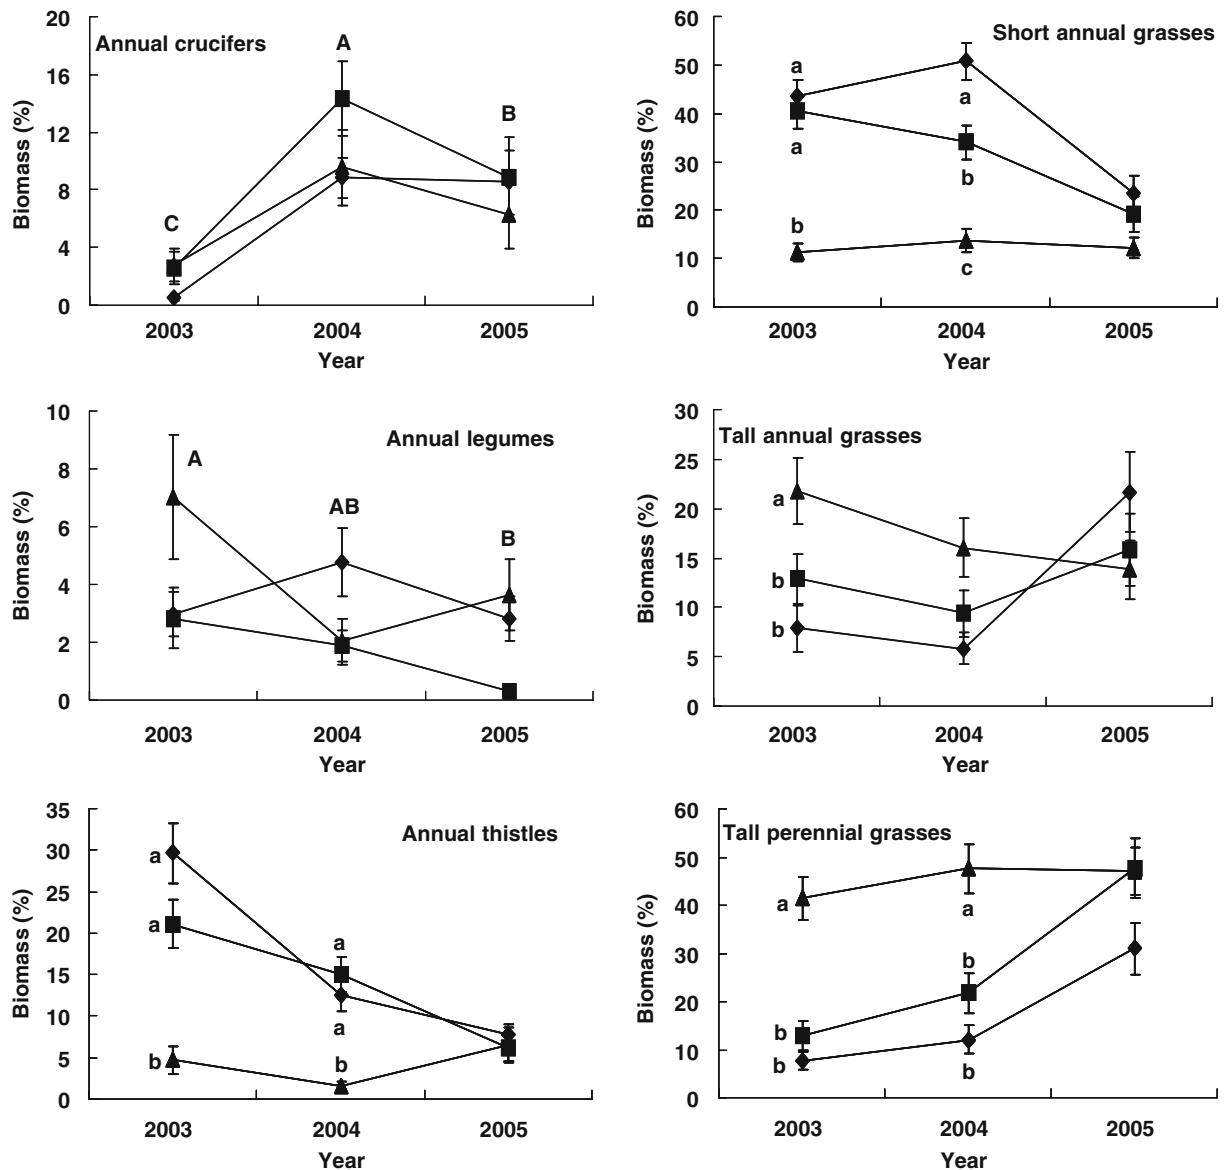 Annual crucifers
Biomass (%)
20
16
12
8
4
0
C
A
B
2003
2004
2005
Year
Short annual grasses
Biomass (%)
60
50
40
30
20
10
0
a
a
b
a
b
c
2003
2004
2005
Year
Annual legumes
Biomass (%)
10
8
6
4
2
0
A
AB
B
2003
2004
2005
Year
Tall annual grasses
Biomass (%)
30
25
20
15
10
5
0
a
b
b
2003
2004
2005
Year
Annual thistles
Biomass (%)
35
30
25
20
15
10
5
0
a
a
b
a
a
b
2003
2004
2005
Year
Tall perennial grasses
Biomass (%)
60
50
40
30
20
10
0
a
b
b
a
b
b
2003
2004
2005
Year